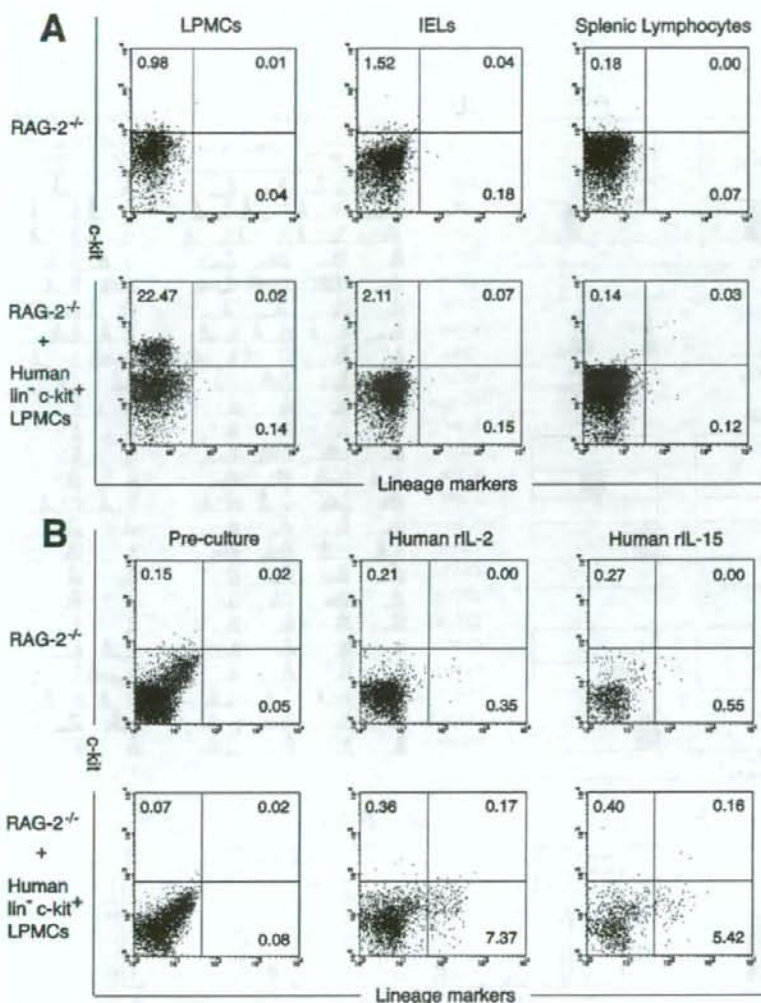 A
LPMCs IELs Splenic Lymphocytes
RAG-2-/-
0.98 0.01
0.04
1.52 0.04
0.18
0.18 0.00
0.07
c-kit
RAG-2-/-
+
Human
lin- c-kit+
LPMCs
22.47 0.02
0.14
2.11 0.07
0.15
0.14 0.03
0.12
Lineage markers
B
Pre-culture Human rIL-2 Human rIL-15
RAG-2-/-
0.15 0.02
0.05
0.21 0.00
0.35
0.27 0.00
0.55
c-kit
RAG-2-/-
+
Human
lin- c-kit+
LPMCs
0.07 0.02
0.08
0.36 0.17
7.37
0.40 0.16
5.42
Lineage markers